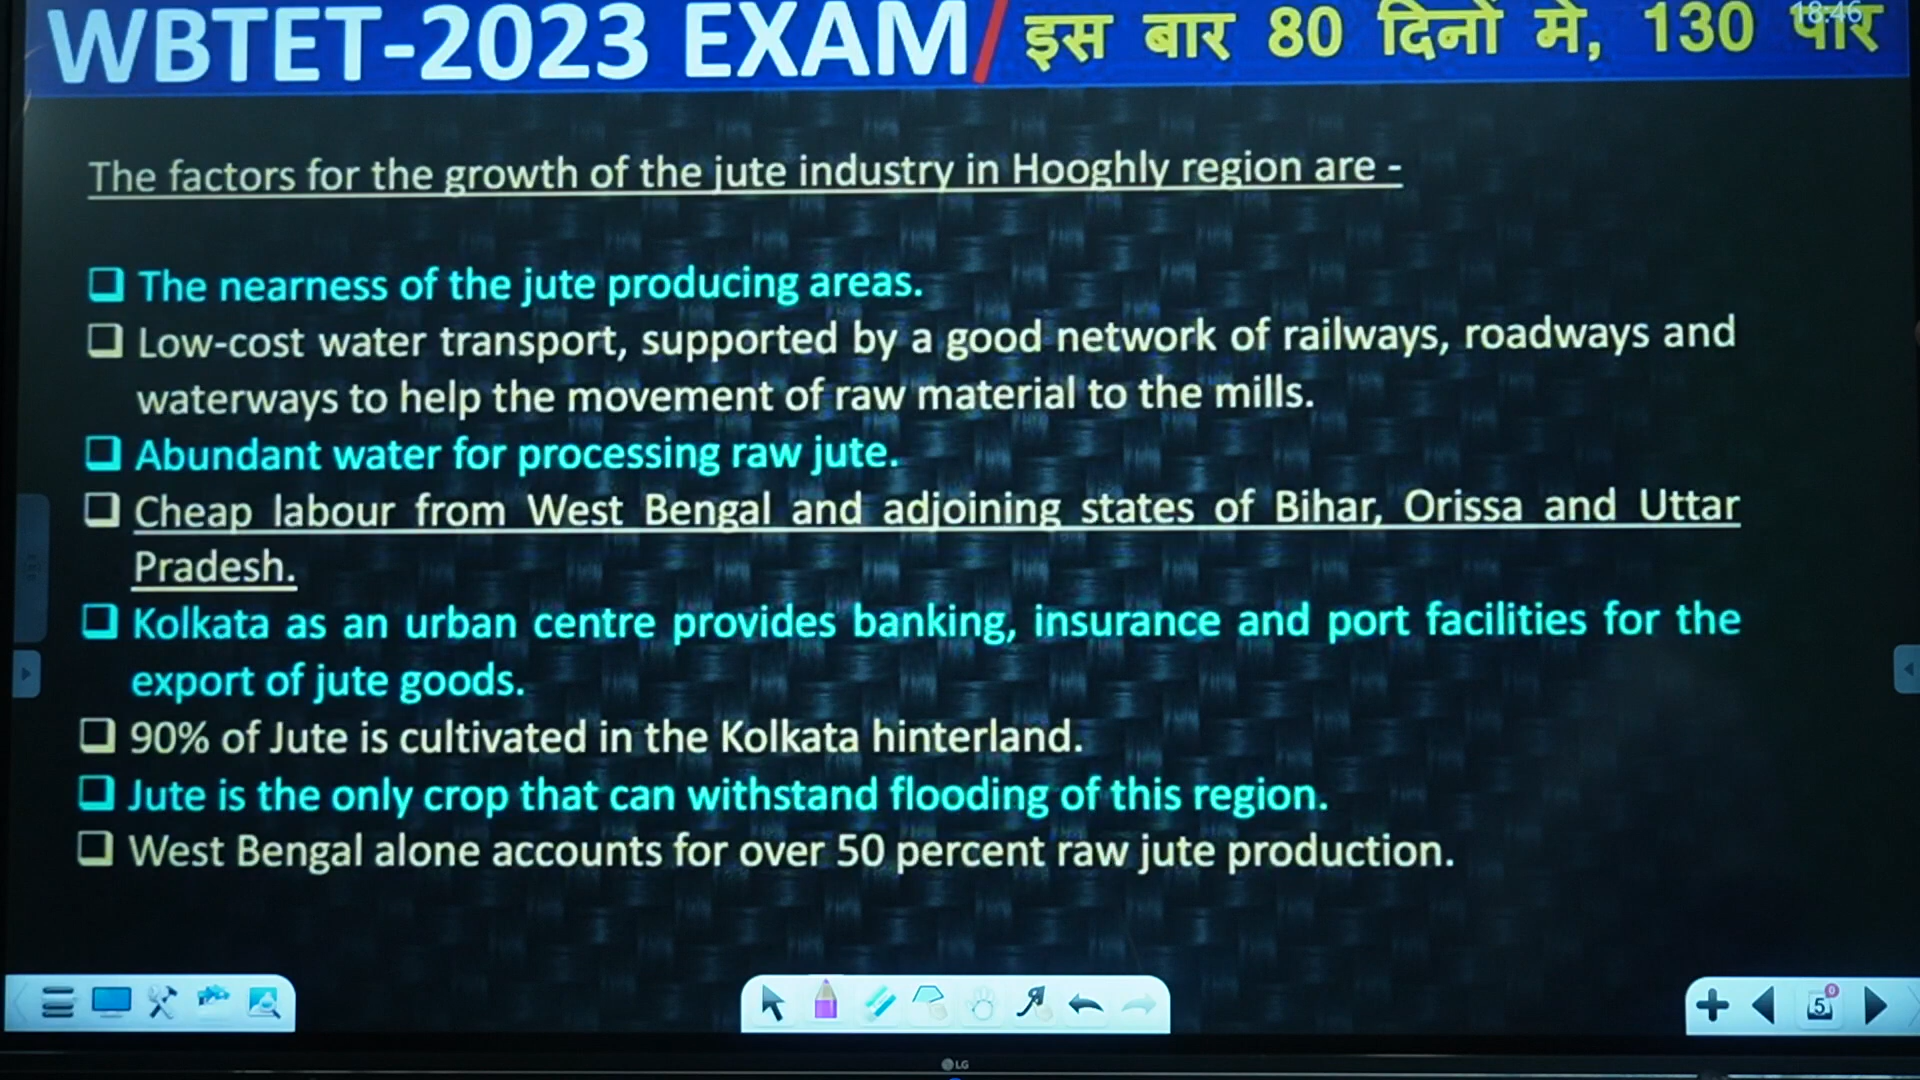 WBTET-2023 EXAM/ इस बार 80 दिनों मे, 130 पार
18:46
The factors for the growth of the jute industry in Hooghly region are -
❑ The nearness of the jute producing areas.
❑ Low-cost water transport, supported by a good network of railways, roadways and
waterways to help the movement of raw material to the mills.
❑ Abundant water for processing raw jute.
❑ Cheap labour from West Bengal and adjoining states of Bihar, Orissa and Uttar
Pradesh.
❑ Kolkata as an urban centre provides banking, insurance and port facilities for the
export of jute goods.
❑ 90% of Jute is cultivated in the Kolkata hinterland.
❑ Jute is the only crop that can withstand flooding of this region.
❑ West Bengal alone accounts for over 50 percent raw jute production.
5
0
LG